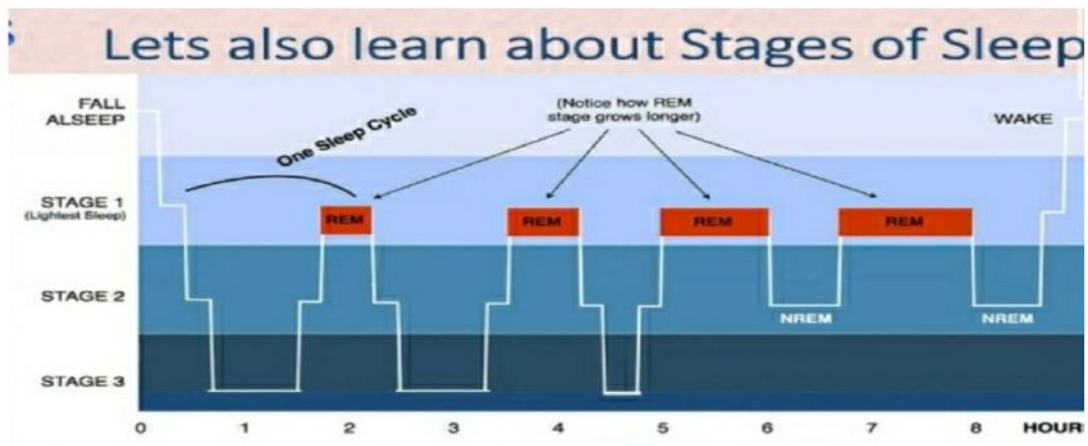 Lets also learn about Stages of Sleep
FALL
ALSEEP
One Sleep Cycle
(Notice how REM
stage grows longer)
WAKE
STAGE 1
(Lightest Sleep)
REM
REM
REM
REM
STAGE 2
NREM
NREM
STAGE 3
0 1 2 3 4 5 6 7 8 HOUR